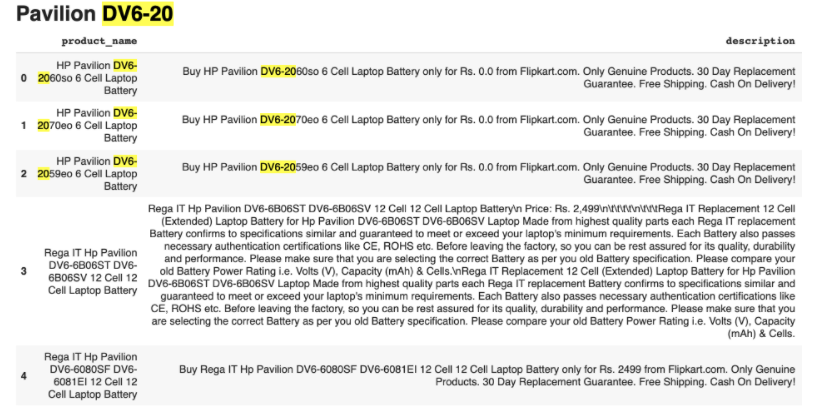 Pavilion DV6-20
product_name description
0 HP Pavilion DV6-
2060so 6 Cell Laptop
Battery
Buy HP Pavilion DV6-2060so 6 Cell Laptop Battery only for Rs. 0.0 from Flipkart.com. Only Genuine Products. 30 Day Replacement
Guarantee. Free Shipping. Cash On Delivery!
1 HP Pavilion DV6-
2070eo 6 Cell Laptop
Battery
Buy HP Pavilion DV6-2070eo 6 Cell Laptop Battery only for Rs. 0.0 from Flipkart.com. Only Genuine Products. 30 Day Replacement
Guarantee. Free Shipping. Cash On Delivery!
2 HP Pavilion DV6-
2059eo 6 Cell Laptop
Battery
Buy HP Pavilion DV6-2059eo 6 Cell Laptop Battery only for Rs. 0.0 from Flipkart.com. Only Genuine Products. 30 Day Replacement
Guarantee. Free Shipping. Cash On Delivery!
3 Rega IT Hp Pavilion
DV6-6B06ST DV6-
6B06SV 12 Cell 12
Cell Laptop Battery
Rega IT Hp Pavilion DV6-6B06ST DV6-6B06SV 12 Cell 12 Cell Laptop Battery\n Price: Rs. 2,499\n\t\t\t\t\n\t\t\tRega IT Replacement 12 Cell
(Extended) Laptop Battery for Hp Pavilion DV6-6B06ST DV6-6B06SV Laptop Made from highest quality parts each Rega IT replacement
Battery confirms to specifications similar and guaranteed to meet or exceed your laptop's minimum requirements. Each Battery also passes
necessary authentication certifications like CE, ROHS etc. Before leaving the factory, so you can be rest assured for its quality, durability
and performance. Please make sure that you are selecting the correct Battery as per you old Battery specification. Please compare your
old Battery Power Rating i.e. Volts (V), Capacity (mAh) & Cells.\nRega IT Replacement 12 Cell (Extended) Laptop Battery for Hp Pavilion
DV6-6B06ST DV6-6B06SV Laptop Made from highest quality parts each Rega IT replacement Battery confirms to specifications similar and
guaranteed to meet or exceed your laptop's minimum requirements. Each Battery also passes necessary authentication certifications like
CE, ROHS etc. Before leaving the factory, so you can be rest assured for its quality, durability and performance. Please make sure that you
are selecting the correct Battery as per you old Battery specification. Please compare your old Battery Power Rating i.e. Volts (V), Capacity
(mAh) & Cells.
4 Rega IT Hp Pavilion
DV6-6080SF DV6-
6081EI 12 Cell 12
Cell Laptop Battery
Buy Rega IT Hp Pavilion DV6-6080SF DV6-6081EI 12 Cell 12 Cell Laptop Battery only for Rs. 2499 from Flipkart.com. Only Genuine
Products. 30 Day Replacement Guarantee. Free Shipping. Cash On Delivery!